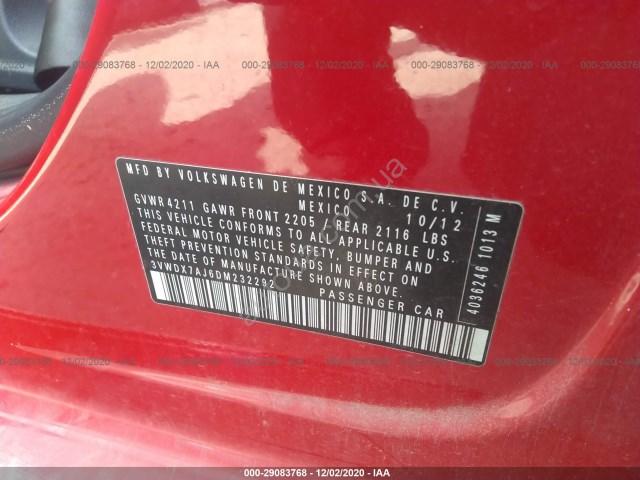 000-29083768 - 12/02/2020 - IAA
MFD BY VOLKSWAGEN DE MEXICO S.A. DE C.V.
MEXICO 10/12
GVWR 4211 GAWR FRONT 2205 / REAR 2116 LBS
THIS VEHICLE CONFORMS TO ALL APPLICABLE U.S.
FEDERAL MOTOR VEHICLE SAFETY, BUMPER AND
THEFT PREVENTION STANDARDS IN EFFECT ON
THE DATE OF MANUFACTURE SHOWN ABOVE.
3VWDX7AJ6DM232292
PASSENGER CAR
4036246 1013 M
000-29083768 - 12/02/2020 - IAA